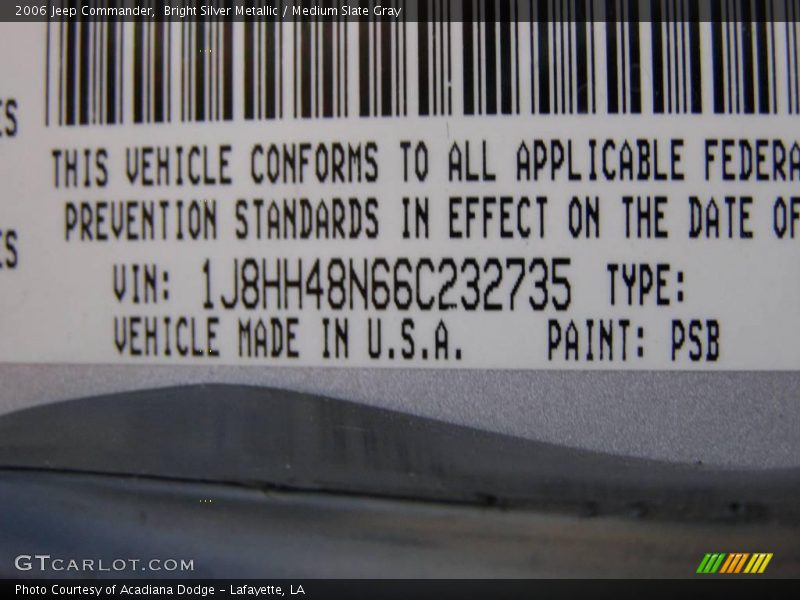 2006 Jeep Commander,  Bright Silver Metallic / Medium Slate Gray
THIS VEHICLE CONFORMS TO ALL APPLICABLE FEDERA
PREVENTION STANDARDS IN EFFECT ON THE DATE OF
VIN: 1J8HH48N66C232735 TYPE:
VEHICLE MADE IN U.S.A. PAINT: PSB
GTCARLOT.COM
Photo Courtesy of Acadiana Dodge - Lafayette, LA